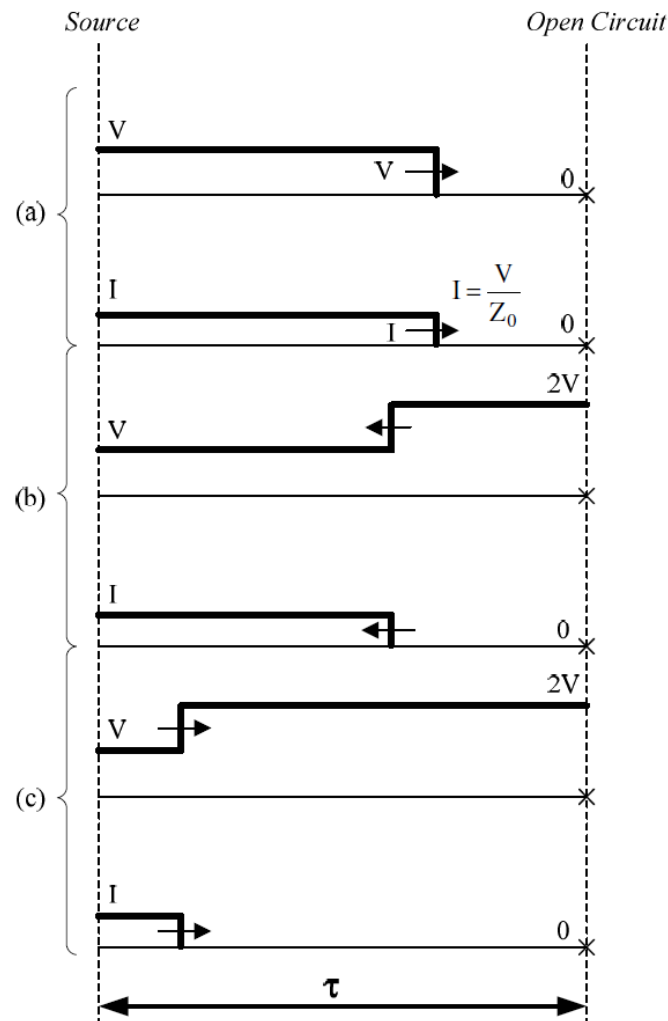 Source Open Circuit
V
V 0
(a)
I I = V/Z₀
I 0
2V
V
(b)
I
0
2V
V
(c)
I
0
τ